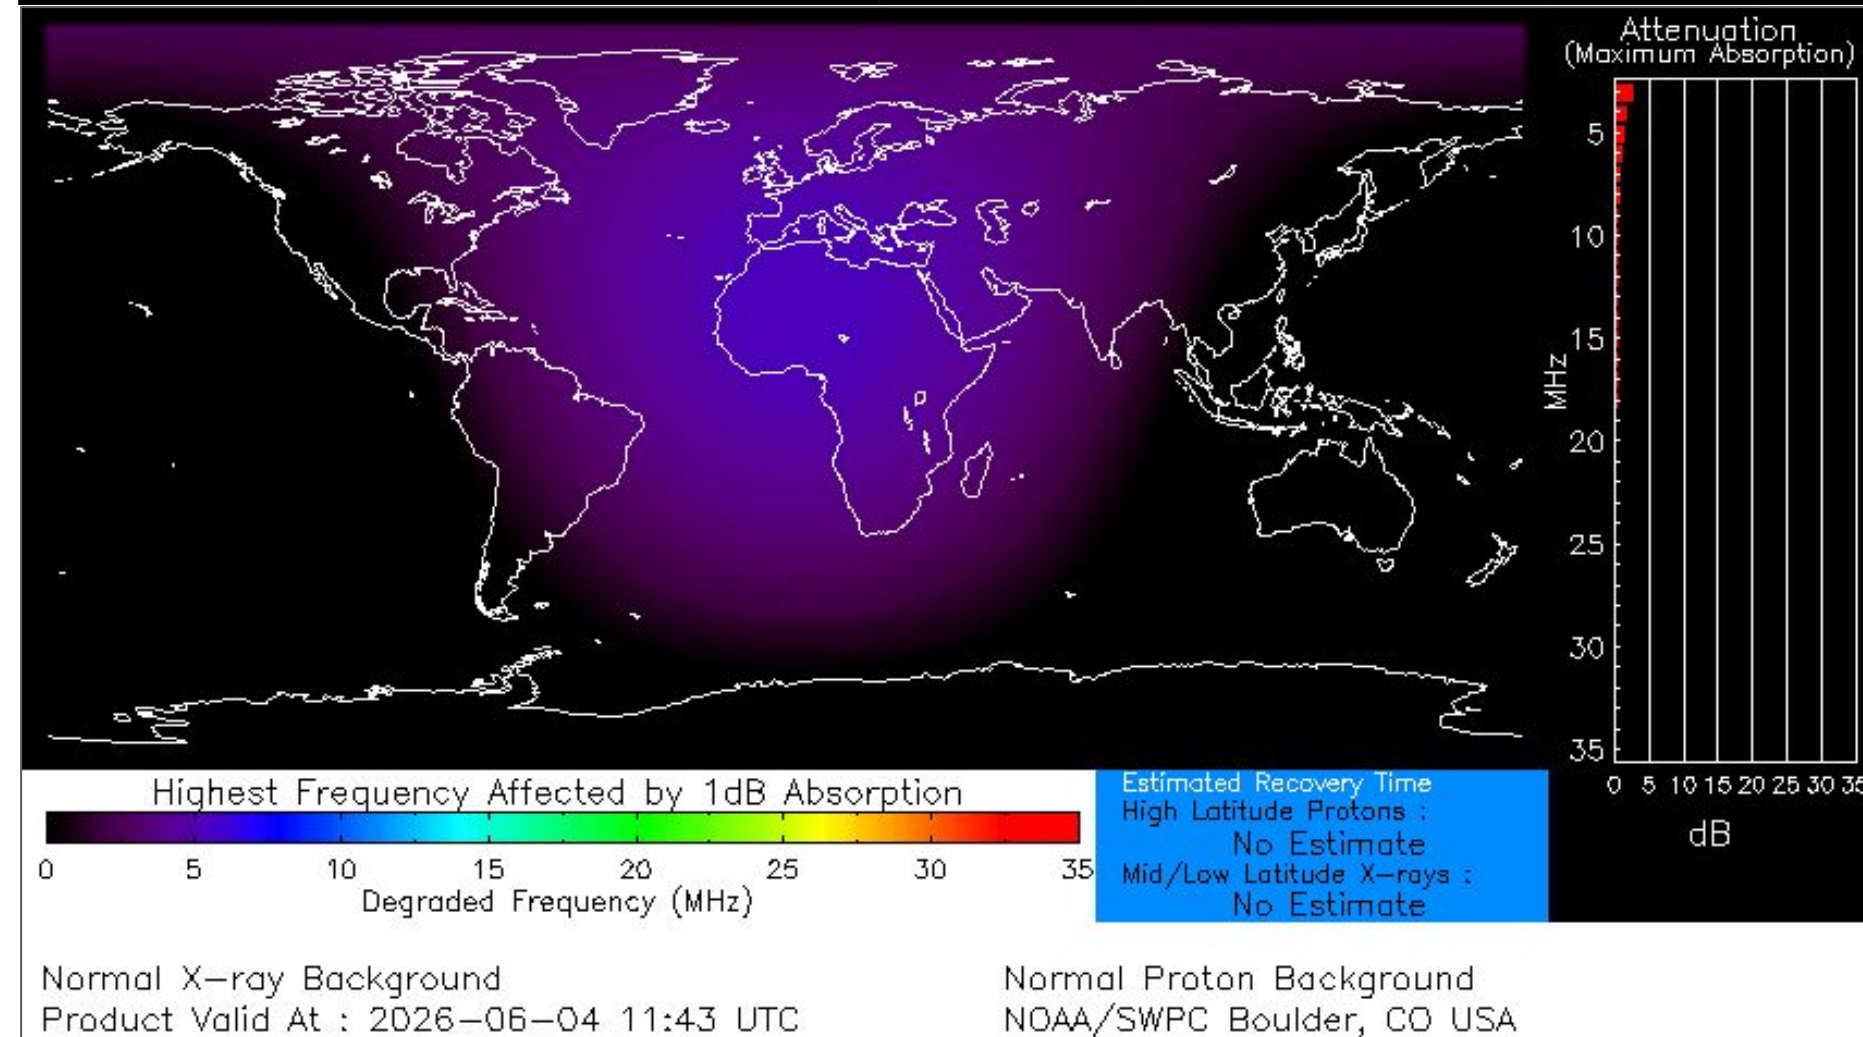 Attenuation
(Maximum Absorption)
5
10
15
20
25
30
35
MHz
0 5 10 15 20 25 30 35
dB
Highest Frequency Affected by 1dB Absorption
0 5 10 15 20 25 30 35
Degraded Frequency (MHz)
Estimated Recovery Time
High Latitude Protons :
No Estimate
Mid/Low Latitude X-rays :
No Estimate
Normal X-ray Background
Normal Proton Background
Product Valid At : 2026-06-04 11:43 UTC
NOAA/SWPC Boulder, CO USA